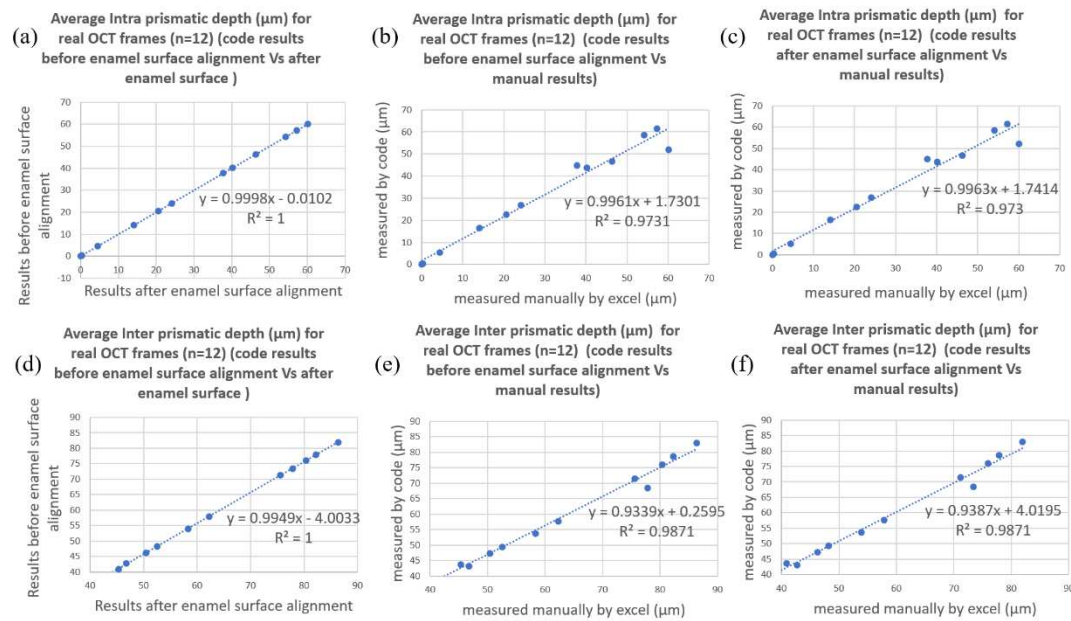 (a)
Average Intra prismatic depth (µm) for
real OCT frames (n=12) (code results
before enamel surface alignment Vs after
enamel surface )
Results before enamel surface
alignment
70
60
50
40
30
20
10
0
-10
y = 0.9998x - 0.0102
R² = 1
0 10 20 30 40 50 60 70
Results after enamel surface alignment
(b)
Average Intra prismatic depth (µm) for
real OCT frames (n=12) (code results
before enamel surface alignment Vs
manual results)
measured by code (µm)
70
60
50
40
30
20
10
0
y = 0.9961x + 1.7301
R² = 0.9731
0 10 20 30 40 50 60 70
measured manually by excel (µm)
(c)
Average Intra prismatic depth (µm) for
real OCT frames (n=12) (code results
after enamel surface alignment Vs
manual results)
measured by code (µm)
70
60
50
40
30
20
10
0
y = 0.9963x + 1.7414
R² = 0.973
0 10 20 30 40 50 60 70
measured manually by excel (µm)
(d)
Average Inter prismatic depth (µm) for
real OCT frames (n=12) (code results
before enamel surface alignment Vs after
enamel surface )
Results before enamel surface
alignment
90
85
80
75
70
65
60
55
50
45
40
y = 0.9949x - 4.0033
R² = 1
40 50 60 70 80 90
Results after enamel surface alignment
(e)
Average Inter prismatic depth (µm) for
real OCT frames (n=12) (code results
before enamel surface alignment Vs
manual results)
measured by code (µm)
90
85
80
75
70
65
60
55
50
45
40
y = 0.9339x + 0.2595
R² = 0.9871
40 50 60 70 80 90
measured manually by excel (µm)
(f)
Average Inter prismatic depth (µm) for
real OCT frames (n=12) (code results
after enamel surface alignment Vs
manual results)
measured by code (µm)
90
85
80
75
70
65
60
55
50
45
40
y = 0.9387x + 4.0195
R² = 0.9871
40 50 60 70 80 90
measured manually by excel (µm)